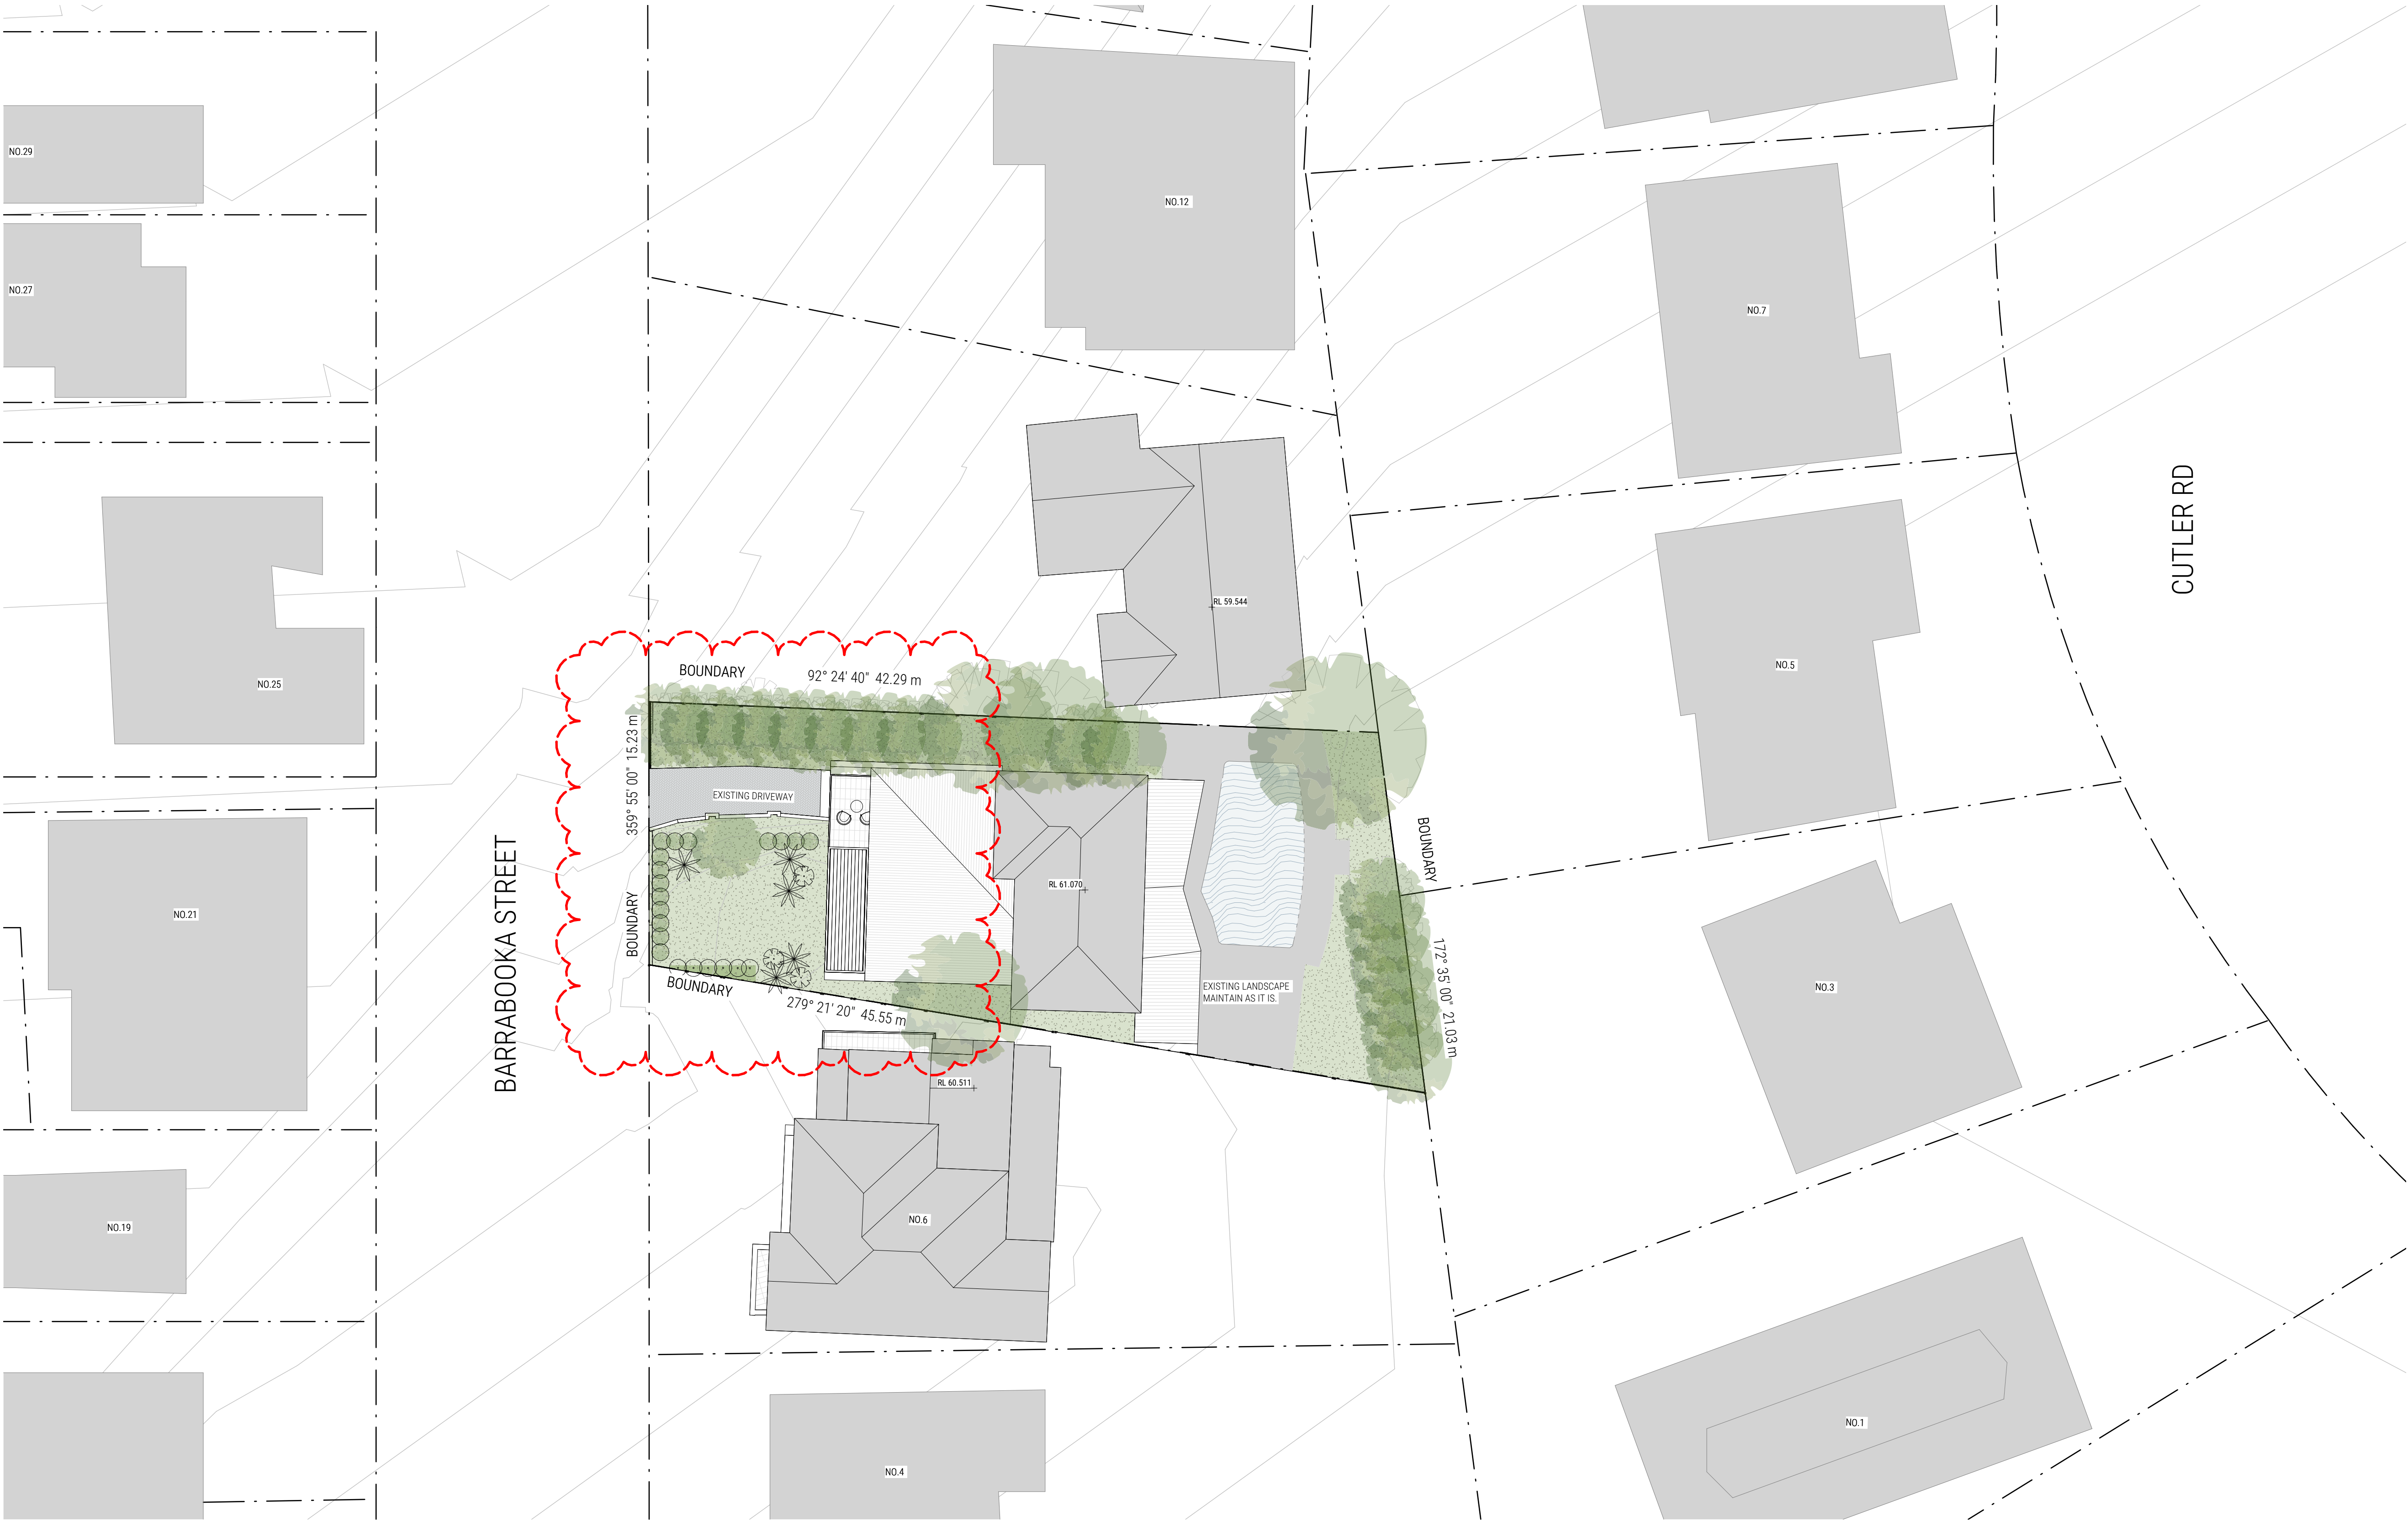 NO.29
NO.12
NO.27
NO.7
CUTLER RD
RL 59.544
NO.25
NO.5
BOUNDARY
92° 24' 40" 42.29 m
359° 55' 00" 15.23 m
EXISTING DRIVEWAY
BOUNDARY
BARRABOOKA STREET
NO.21
RL 61.070
BOUNDARY
BOUNDARY
279° 21' 20" 45.55 m
EXISTING LANDSCAPE
MAINTAIN AS IT IS.
172° 35' 00" 21.03 m
NO.3
RL 60.511
NO.19
NO.6
NO.4
NO.1